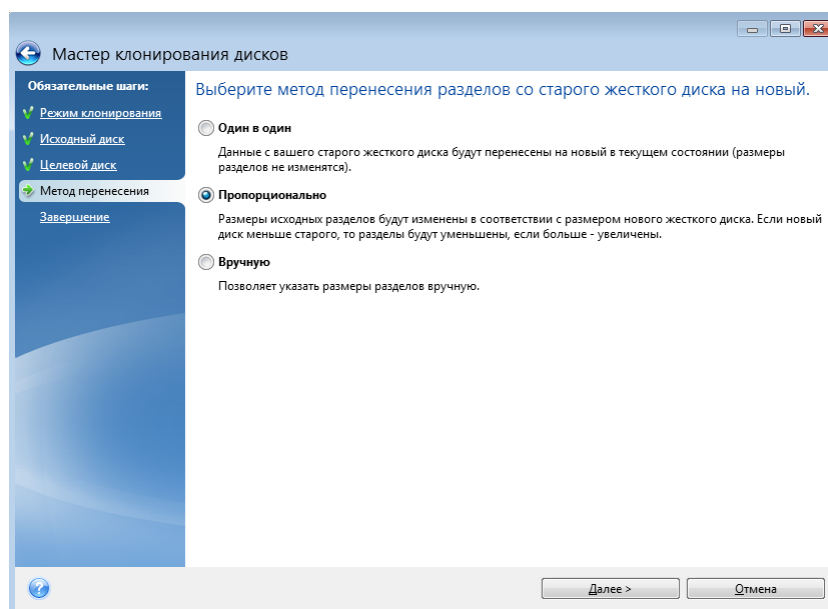 Мастер клонирования дисков
Обязательные шаги:
Режим клонирования
Исходный диск
Целевой диск
Метод перенесения
Завершение
Выберите метод перенесения разделов со старого жесткого диска на новый.
Один в один
Данные с вашего старого жесткого диска будут перенесены на новый в текущем состоянии (размеры
разделов не изменятся).
Пропорционально
Размеры исходных разделов будут изменены в соответствии с размером нового жесткого диска. Если новый
диск меньше старого, то разделы будут уменьшены, если больше - увеличены.
Вручную
Позволяет указать размеры разделов вручную.
Далее >
Отмена